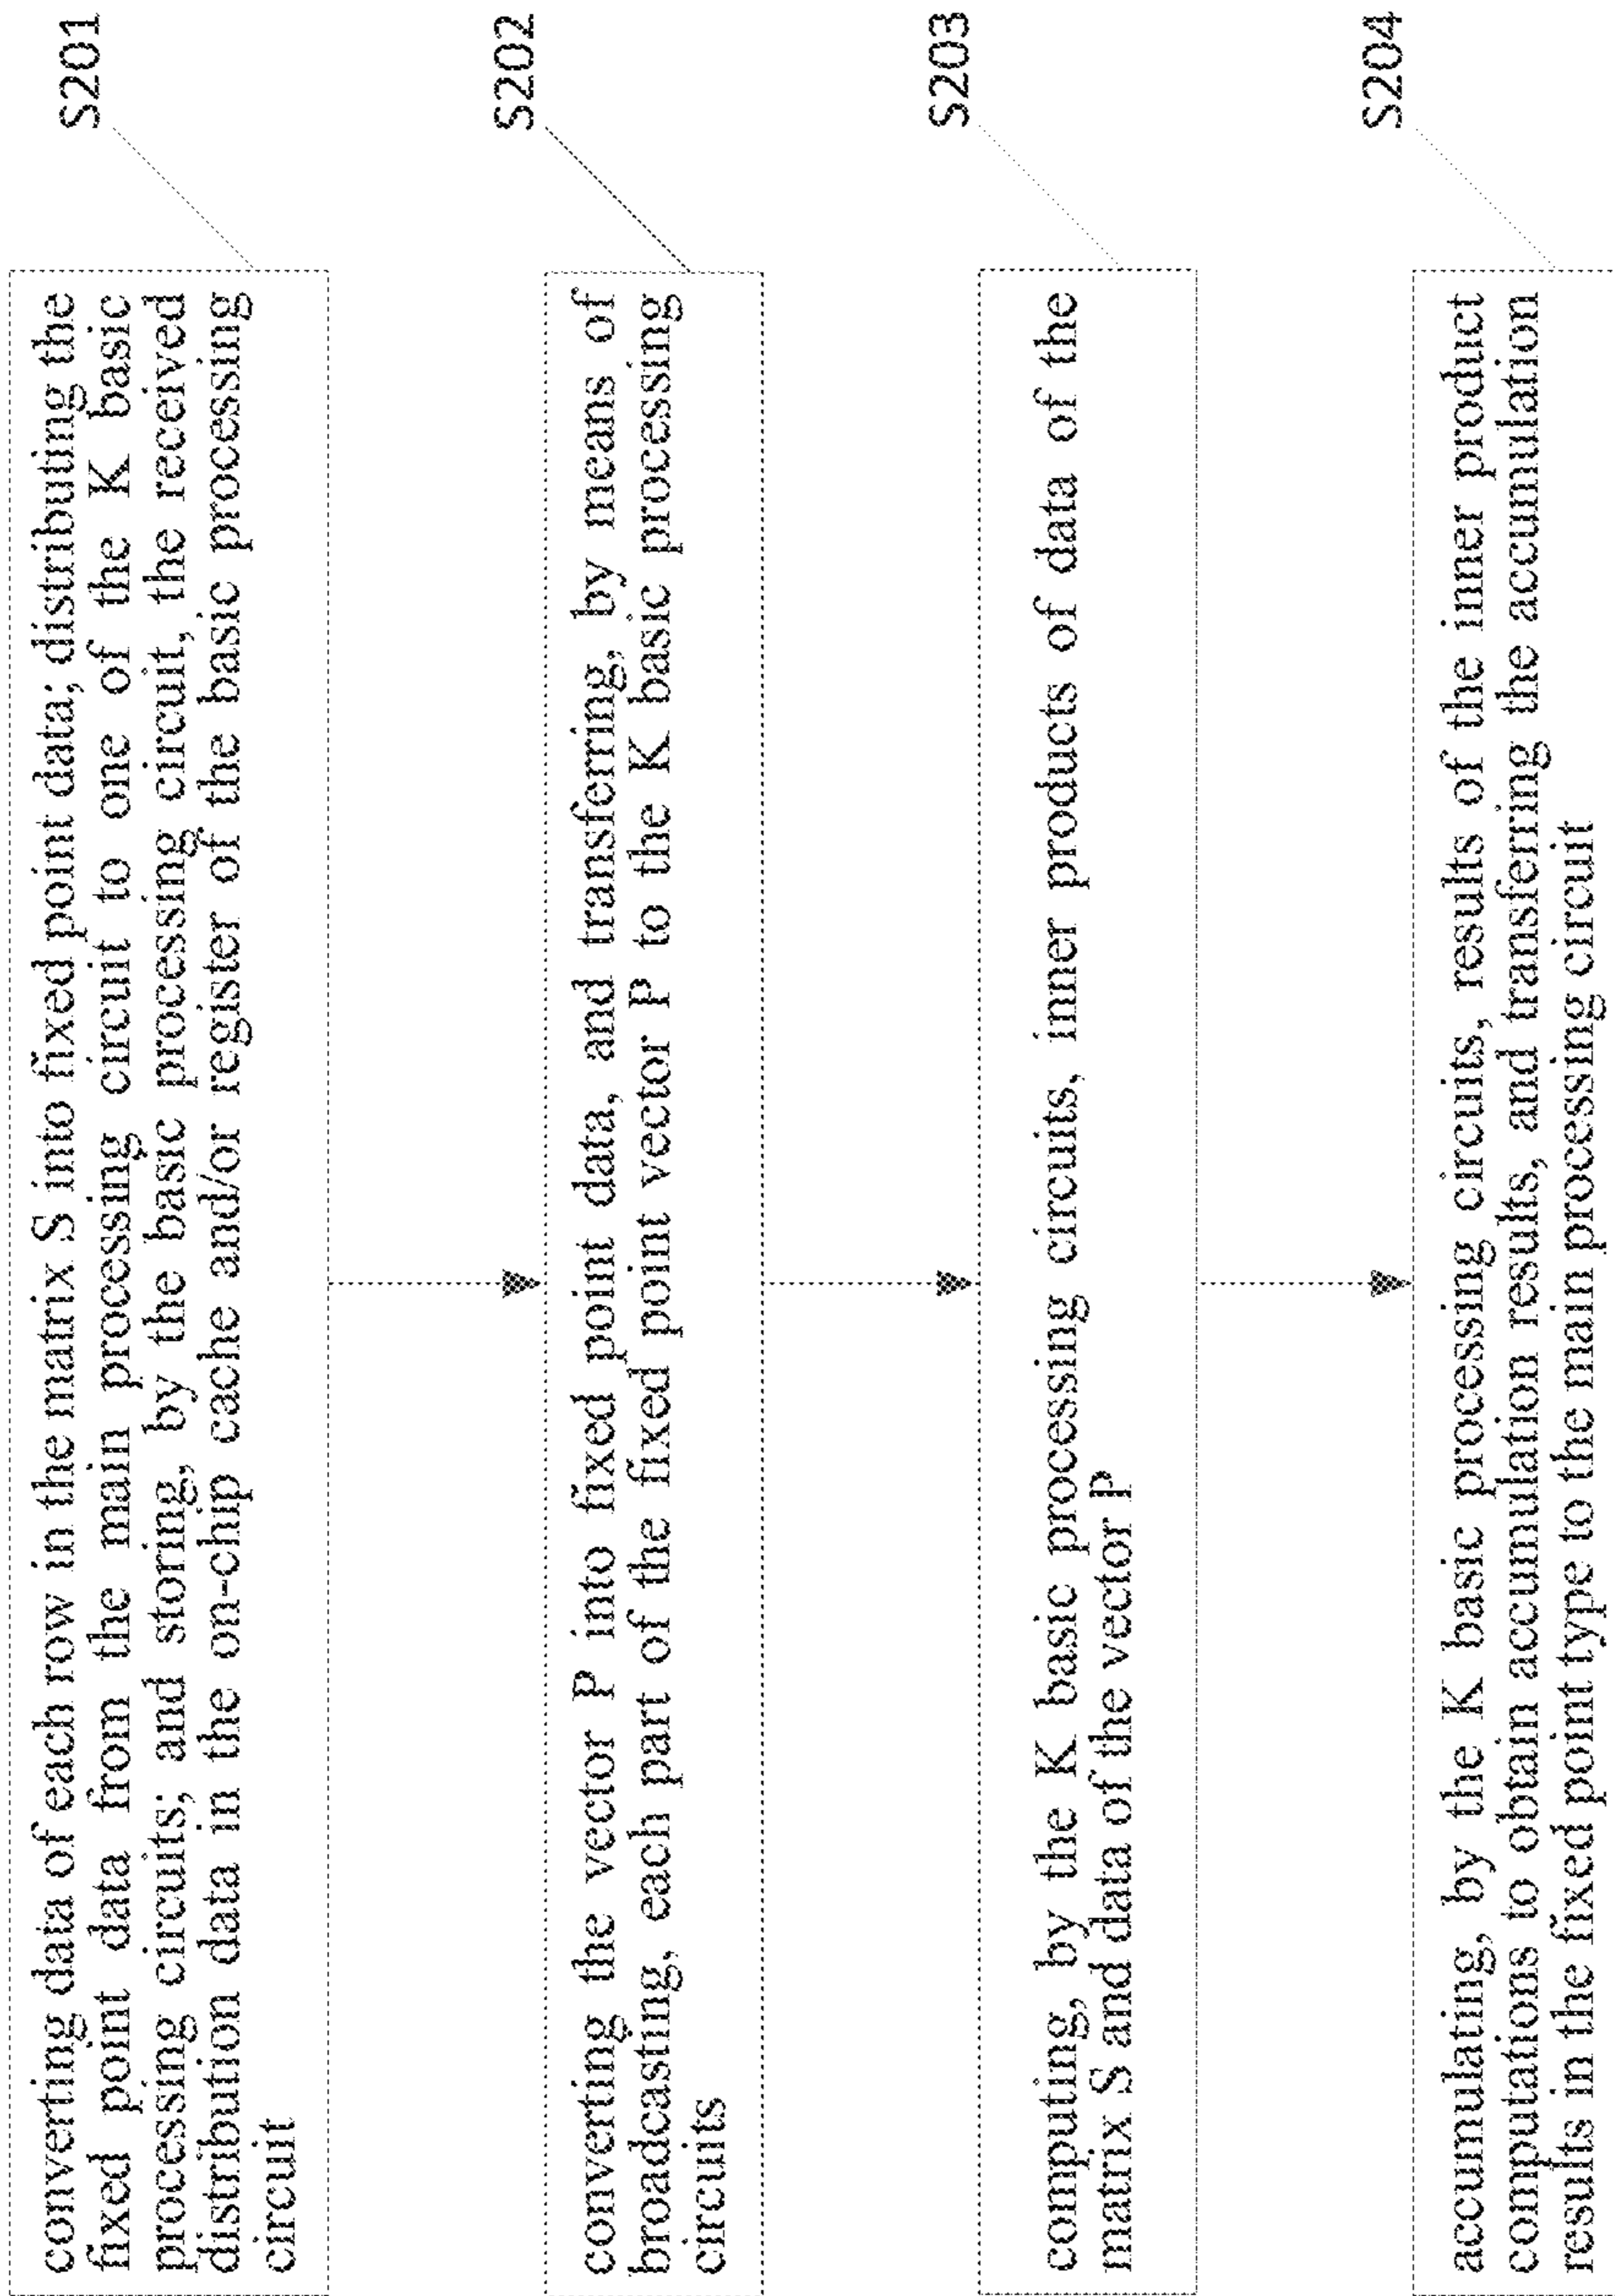 converting data of each row in the matrix S into fixed point data; distributing the
fixed point data from the main processing circuit to one of the K basic
processing circuits; and storing, by the basic processing circuit, the received
distribution data in the on-chip cache and/or register of the basic processing
circuit
S201
converting the vector P into fixed point data, and transferring, by means of
broadcasting, each part of the fixed point vector P to the K basic processing
circuits
S202
computing, by the K basic processing circuits, inner products of data of the
matrix S and data of the vector P
S203
accumulating, by the K basic processing circuits, results of the inner product
computations to obtain accumulation results, and transferring the accumulation
results in the fixed point type to the main processing circuit
S204